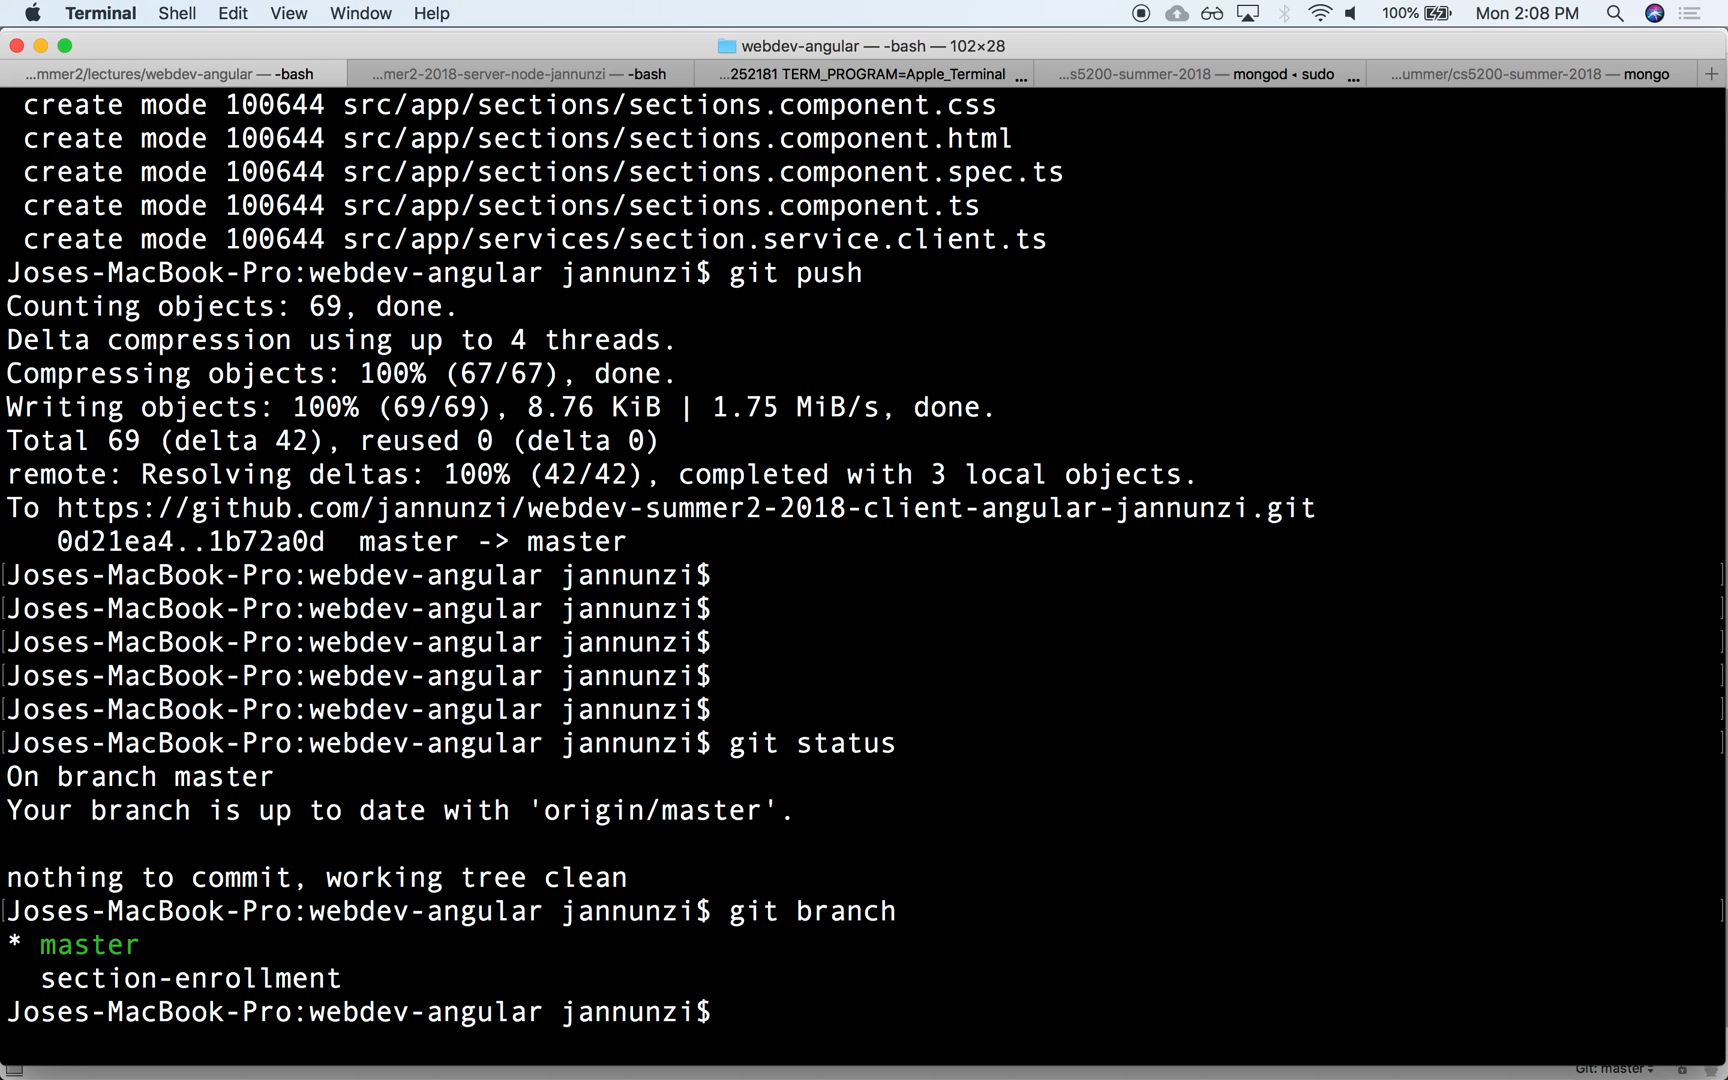 Terminal Shell Edit View Window Help 100% Mon 2:08 PM
webdev-angular — -bash — 102×28
...mmer2/lectures/webdev-angular — -bash ...mer2-2018-server-node-jannunzi — -bash ...252181 TERM_PROGRAM=Apple_Terminal ... ...s5200-summer-2018 — mongod ◂ sudo ... ...ummer/cs5200-summer-2018 — mongo +
create mode 100644 src/app/sections/sections.component.css
create mode 100644 src/app/sections/sections.component.html
create mode 100644 src/app/sections/sections.component.spec.ts
create mode 100644 src/app/sections/sections.component.ts
create mode 100644 src/app/services/section.service.client.ts
Joses-MacBook-Pro:webdev-angular jannunzi$ git push
Counting objects: 69, done.
Delta compression using up to 4 threads.
Compressing objects: 100% (67/67), done.
Writing objects: 100% (69/69), 8.76 KiB | 1.75 MiB/s, done.
Total 69 (delta 42), reused 0 (delta 0)
remote: Resolving deltas: 100% (42/42), completed with 3 local objects.
To https://github.com/jannunzi/webdev-summer2-2018-client-angular-jannunzi.git
0d21ea4..1b72a0d  master -> master
Joses-MacBook-Pro:webdev-angular jannunzi$
Joses-MacBook-Pro:webdev-angular jannunzi$
Joses-MacBook-Pro:webdev-angular jannunzi$
Joses-MacBook-Pro:webdev-angular jannunzi$
Joses-MacBook-Pro:webdev-angular jannunzi$
Joses-MacBook-Pro:webdev-angular jannunzi$ git status
On branch master
Your branch is up to date with 'origin/master'.
nothing to commit, working tree clean
Joses-MacBook-Pro:webdev-angular jannunzi$ git branch
* master
section-enrollment
Joses-MacBook-Pro:webdev-angular jannunzi$
Git: master